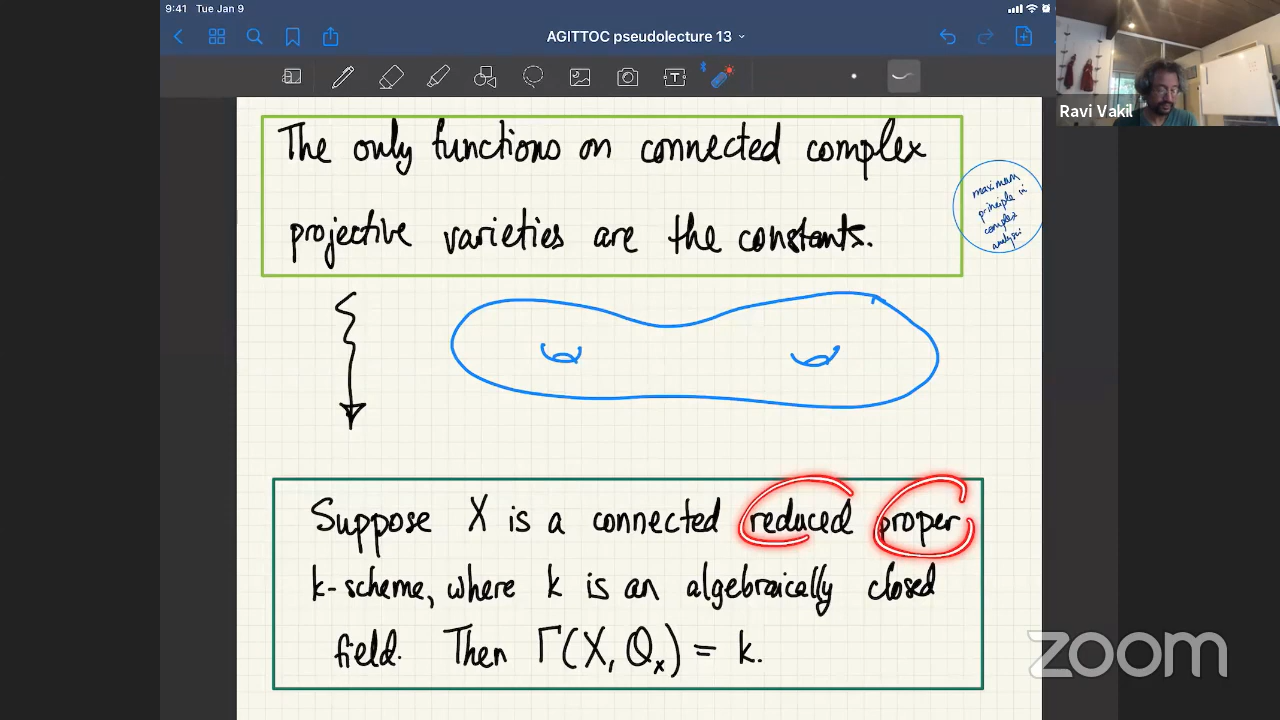 9:41 Tue Jan 9
AGITTOC pseudolecture 13
Ravi Vakil
The only functions on connected complex
projective varieties are the constants.
maximum
principle in
complex
analysis
Suppose X is a connected reduced proper
k-scheme, where k is an algebraically closed
field. Then Γ(X, O_X) = k.
zoom